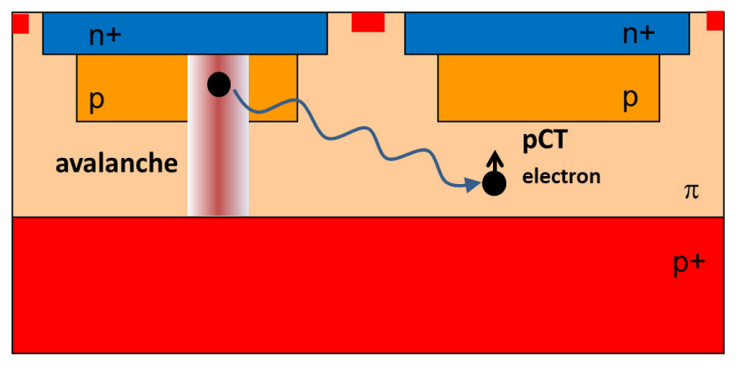 n+
n+
p
p
pCT
avalanche
electron
π
p+